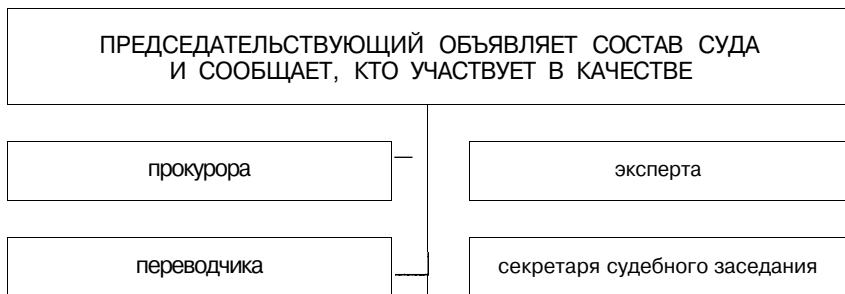 ПРЕДСЕДАТЕЛЬСТВУЮЩИЙ ОБЪЯВЛЯЕТ СОСТАВ СУДА
И СООБЩАЕТ, КТО УЧАСТВУЕТ В КАЧЕСТВЕ
прокурора
эксперта
переводчика
секретаря судебного заседания